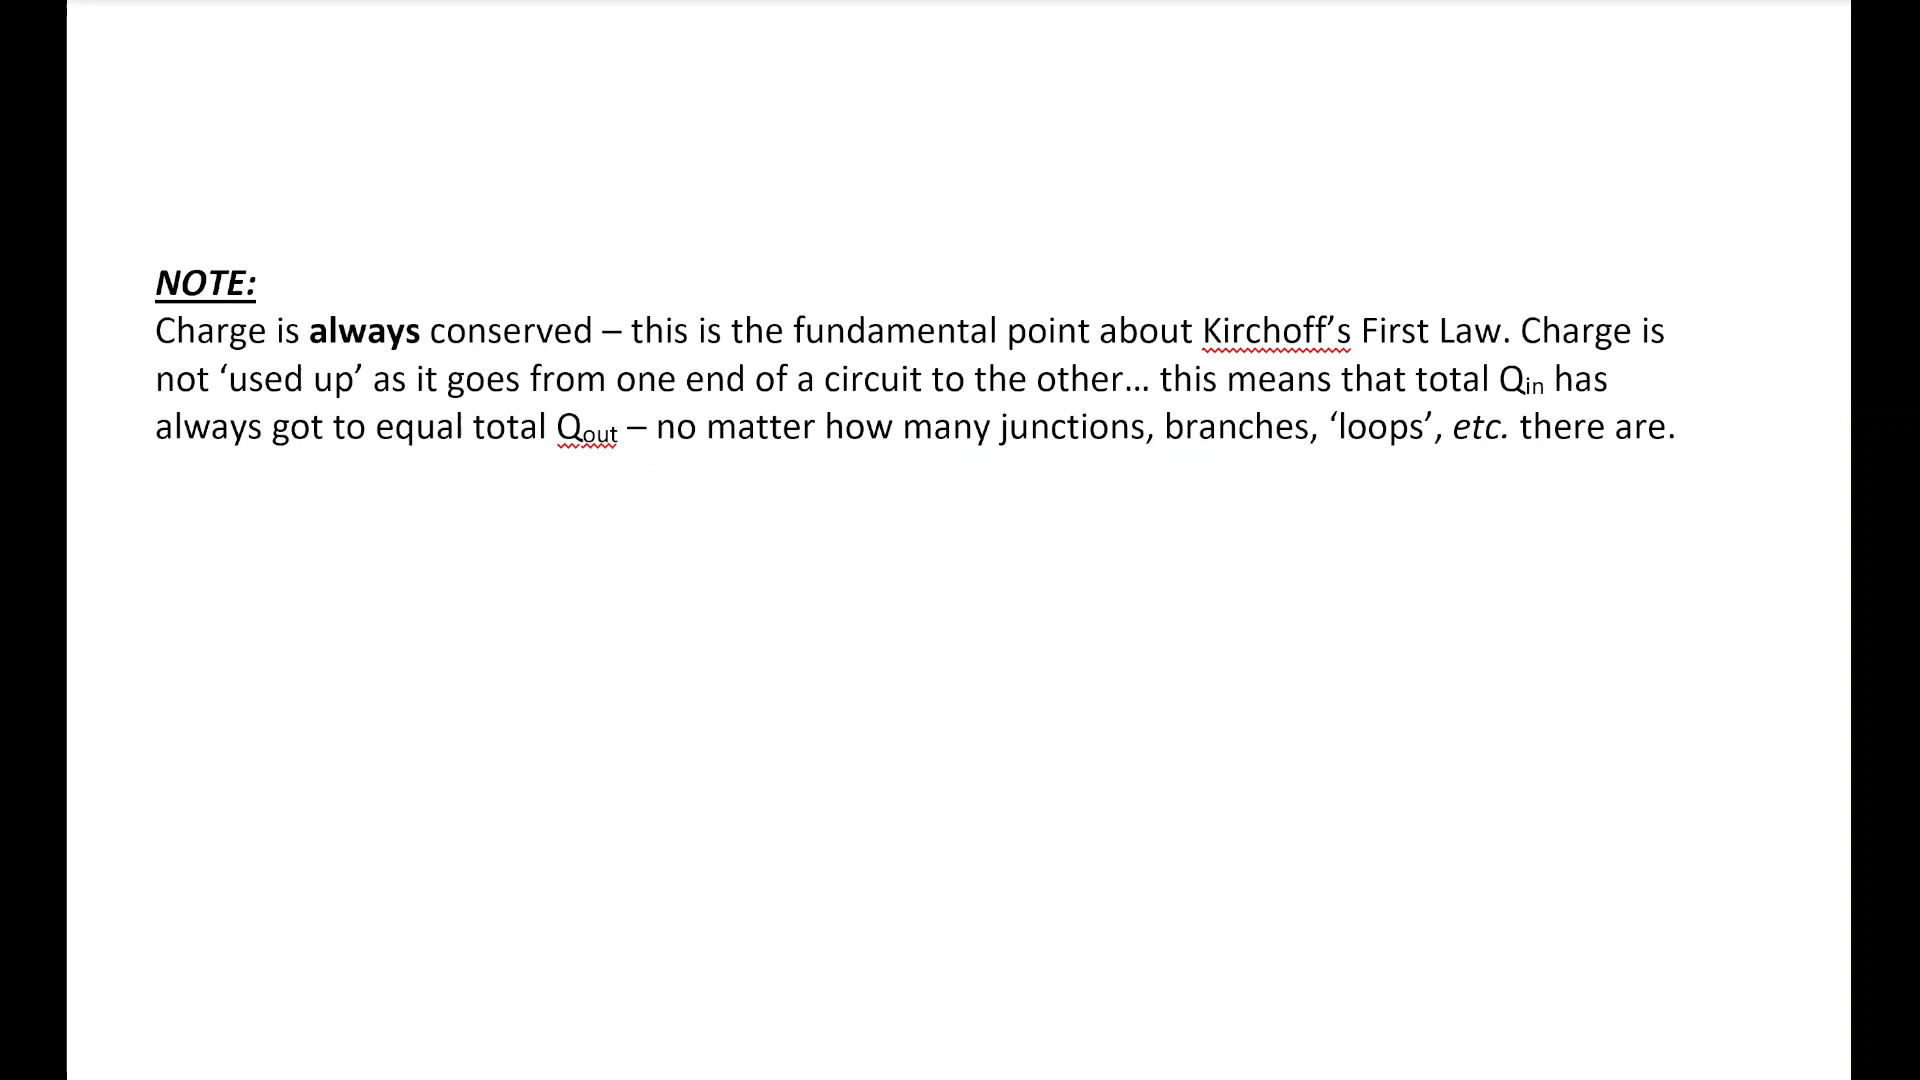 NOTE:
Charge is always conserved – this is the fundamental point about Kirchoff’s First Law. Charge is
not ‘used up’ as it goes from one end of a circuit to the other… this means that total Qin has
always got to equal total Qout – no matter how many junctions, branches, ‘loops’, etc. there are.